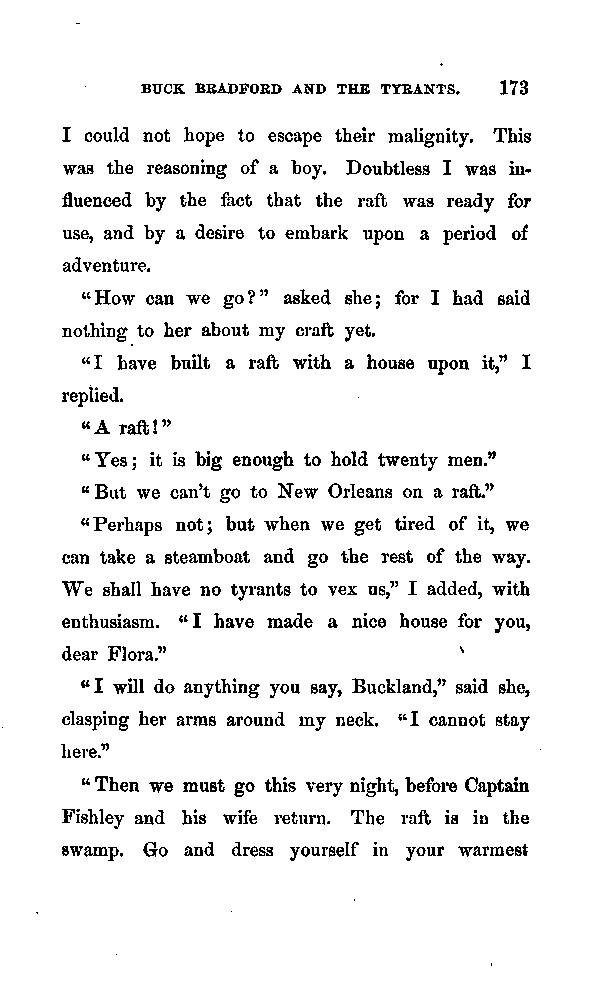 BUCK BRADFORD AND THE TYRANTS. 173
I could not hope to escape their malignity. This
was the reasoning of a boy. Doubtless I was in-
fluenced by the fact that the raft was ready for
use, and by a desire to embark upon a period of
adventure.
"How can we go?" asked she; for I had said
nothing to her about my craft yet.
"I have built a raft with a house upon it," I
replied.
"A raft!"
"Yes; it is big enough to hold twenty men."
"But we can't go to New Orleans on a raft."
"Perhaps not; but when we get tired of it, we
can take a steamboat and go the rest of the way.
We shall have no tyrants to vex us," I added, with
enthusiasm. "I have made a nice house for you,
dear Flora."
"I will do anything you say, Buckland," said she,
clasping her arms around my neck. "I cannot stay
here."
"Then we must go this very night, before Captain
Fishley and his wife return. The raft is in the
swamp. Go and dress yourself in your warmest